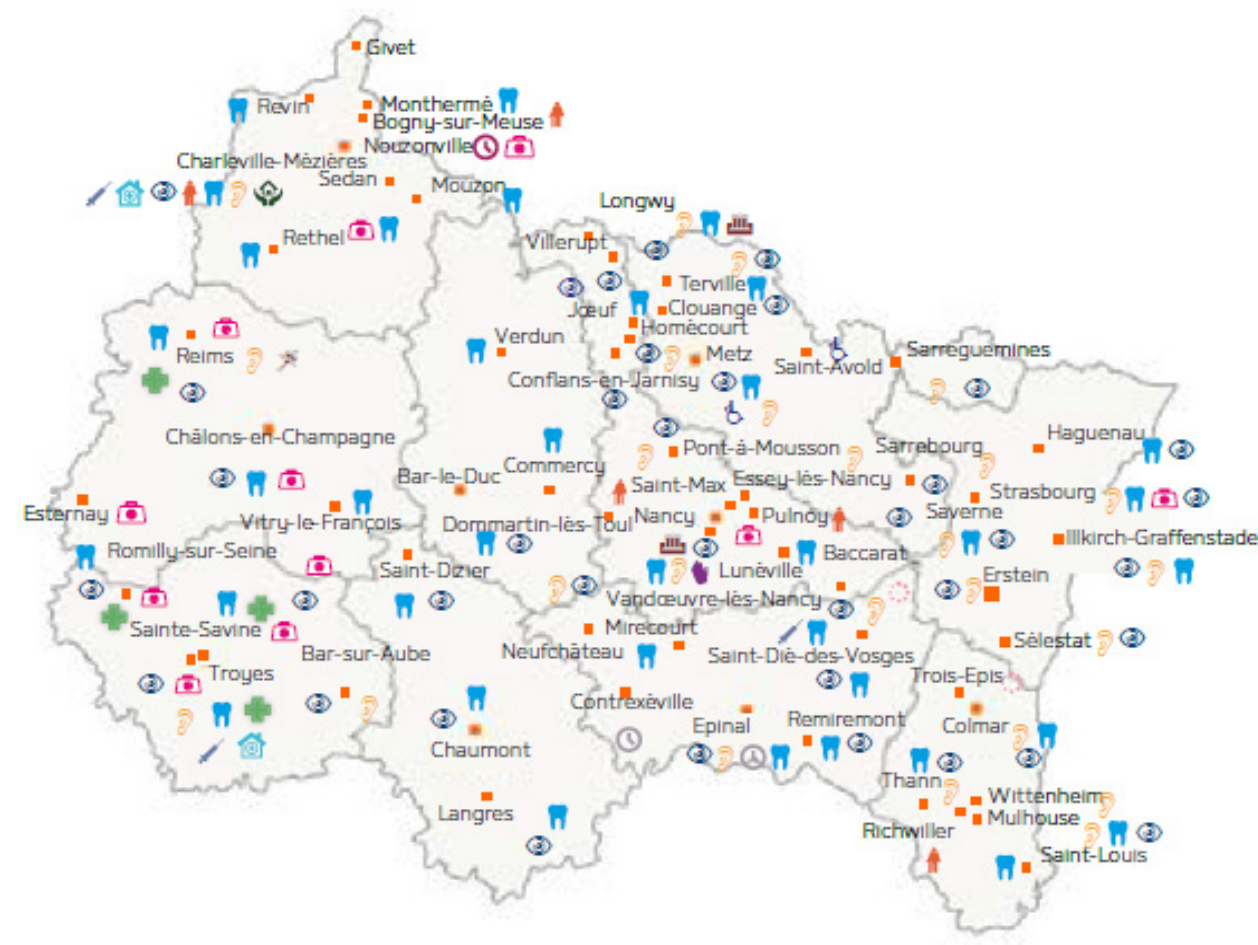 Givet
Revin
Monthermé
Bogny-sur-Meuse
Nouzonville
Charleville-Mézières
Sedan
Mouzon
Longwy
Rethel
Villerupt
Terville
Jœuf
Clouange
Homécourt
Verdun
Reims
Metz
Saint-Avold
Sarreguemines
Conflans-en-Jarnisy
Châlons-en-Champagne
Haguenau
Pont-à-Mousson
Sarrebourg
Commercy
Bar-le-Duc
Essey-lès-Nancy
Saint-Max
Strasbourg
Esternay
Vitry-le-François
Dommartin-lès-Toul
Nancy
Pulnoy
Saverne
Illkirch-Graffenstade
Romilly-sur-Seine
Baccarat
Saint-Dizier
Lunéville
Erstein
Vandœuvre-lès-Nancy
Sainte-Savine
Mirecourt
Sélestat
Bar-sur-Aube
Neufchâteau
Saint-Dié-des-Vosges
Troyes
Trois-Epis
Contrexéville
Epinal
Remiremont
Colmar
Chaumont
Thann
Wittenheim
Langres
Mulhouse
Richwiller
Saint-Louis